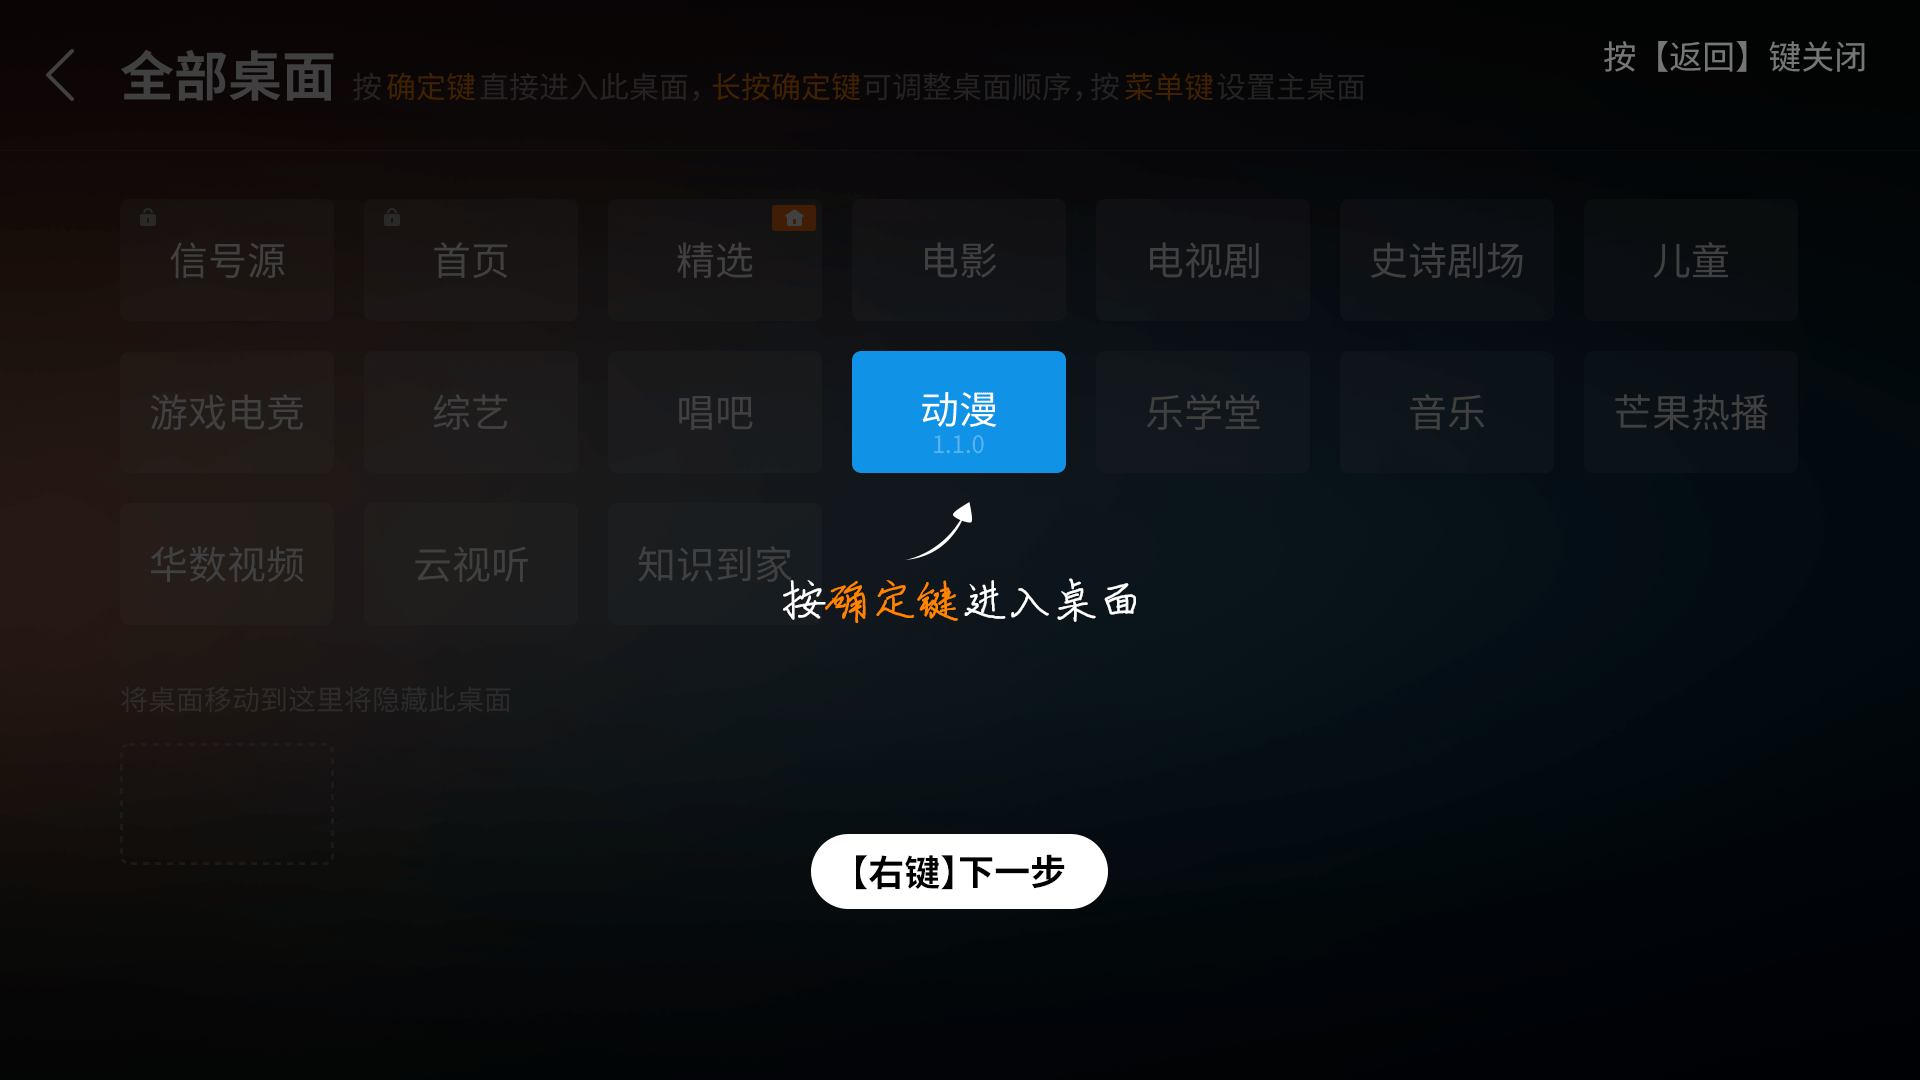 全部桌面 按确定键直接进入此桌面，长按确定键可调整桌面顺序，按菜单键设置主桌面
按【返回】键关闭
信号源 首页 精选 电影 电视剧 史诗剧场 儿童
游戏电竞 综艺 唱吧 动漫 乐学堂 音乐 芒果热播
1.1.0
华数视频 云视听 知识到家
按确定键进入桌面
将桌面移动到这里将隐藏此桌面
【右键】下一步